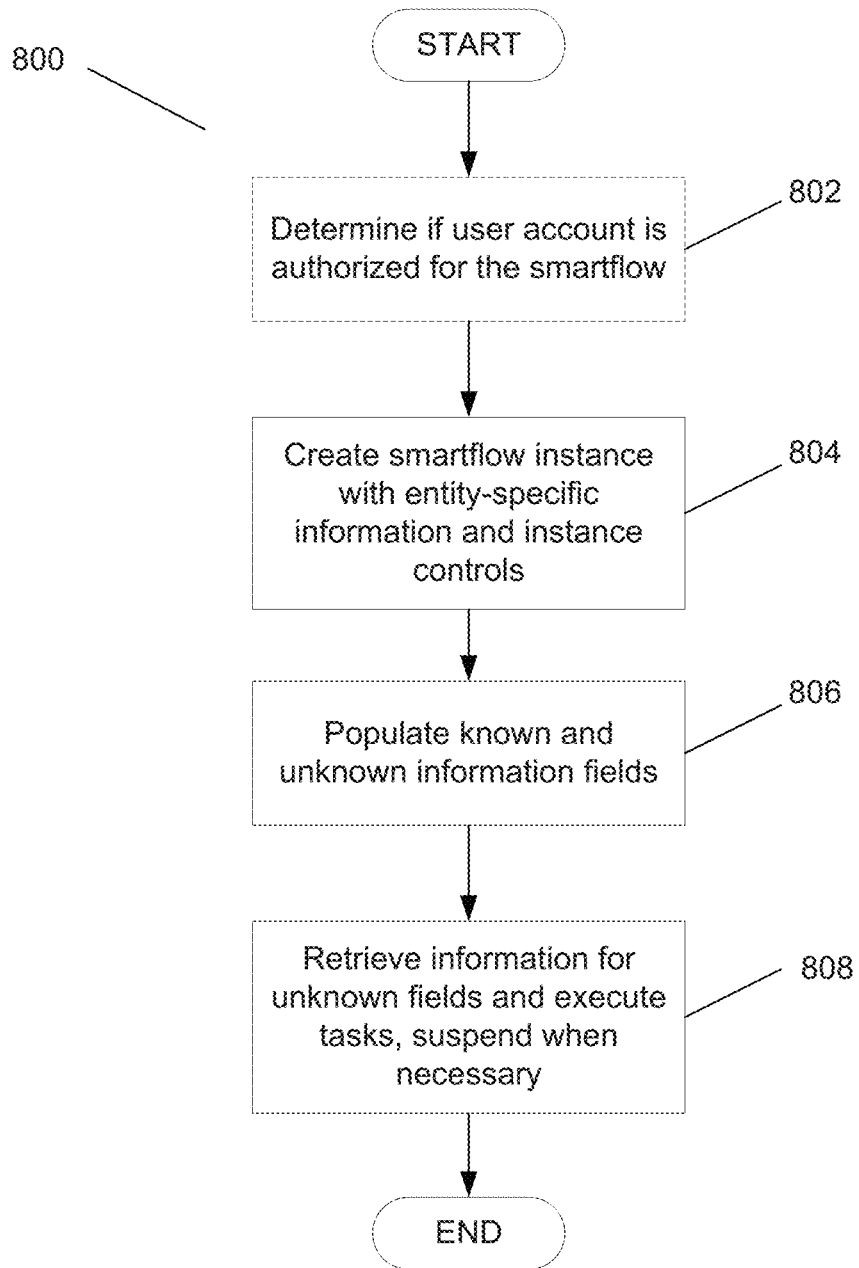 START
800
802
Determine if user account is
authorized for the smartflow
Create smartflow instance
with entity-specific
information and instance
controls
804
806
Populate known and
unknown information fields
Retrieve information for
unknown fields and execute
tasks, suspend when
necessary
808
END